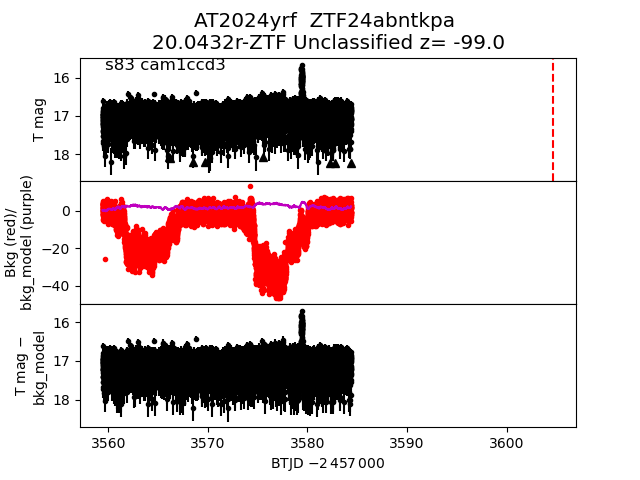 AT2024yrf  ZTF24abntkpa
20.0432r-ZTF Unclassified z= -99.0
s83 cam1ccd3
T mag
16
17
18
Bkg (red)/
bkg_model (purple)
0
−20
−40
T mag −
bkg_model
16
17
18
3560 3570 3580 3590 3600
BTJD −2 457 000